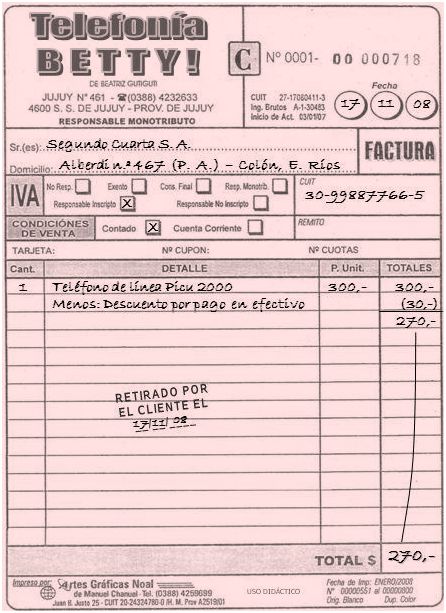 Telefonía
BETTY!
DE BEATRIZ GUTIGUTI
JUJUY Nº 461 - ☎(0388) 4232633
4600 S. S. DE JUJUY - PROV. DE JUJUY
RESPONSABLE MONOTRIBUTO
C
Nº 0001- 00 000718
CUIT 27-17060411-3
Ing. Brutos A-1-30483
Inicio de Act. 03/01/07
Fecha
17 11 08
Sr.(es): Segundo Cuarta S. A.
Domicilio: Alberdi n.º 467 (P. A.) - Colón, E. Ríos
FACTURA
IVA
No Resp. Exento Cons. Final Resp. Monotrib.
Responsable Inscripto X Responsable No Inscripto
CUIT
30-99887766-5
CONDICIÓNES DE VENTA
Contado X Cuenta Corriente
REMITO
TARJETA: Nº CUPON: Nº CUOTAS
Cant. DETALLE P. Unit. TOTALES
1 Teléfono de línea Picu 2000 300,- 300,-
Menos: Descuento por pago en efectivo (30,-)
270,-
RETIRADO POR
EL CLIENTE EL
17/11/08
TOTAL $ 270,-
Impreso por: Artes Gráficas Noal
de Manuel Chanual · Tel. (0388) 4259699
Juan B. Justo 25 - CUIT 20-24324760-0 /H. M. Prov A2519/01
USO DIDÁCTICO
Fecha de Imp: ENERO/2008
Nº 00000551 al 00000800
Orig. Blanco Dup. Color